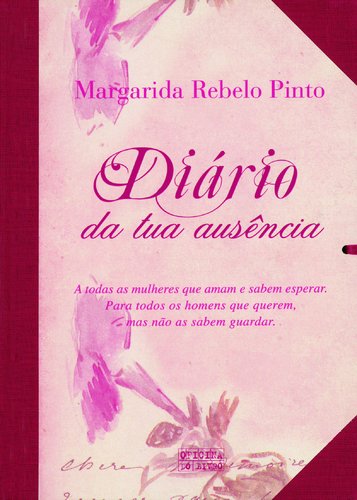 Margarida Rebelo Pinto
Diário
da tua ausência
A todas as mulheres que amam e sabem esperar.
Para todos os homens que querem,
mas não as sabem guardar.
OFICINA
DO LIVRO
Chere